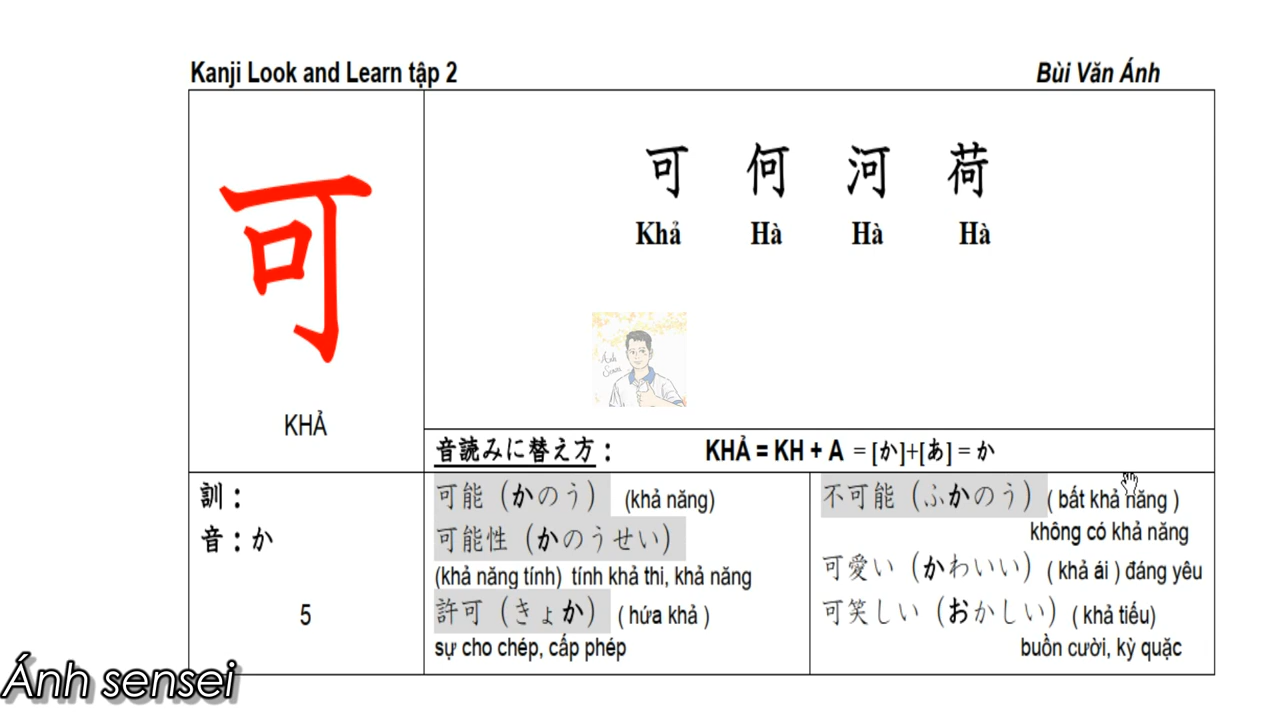 Kanji Look and Learn tập 2
Bùi Văn Ánh
可
KHẢ
可 何 河 荷
Khả Hà Hà Hà
Ánh
音読みに替え方： KHẢ = KH + A = [か]+[あ] = か
訓：
音：か
5
可能（かのう） (khả năng)
可能性（かのうせい）
(khả năng tính) tính khả thi, khả năng
許可（きょか） ( hứa khả )
sự cho chép, cấp phép
不可能（ふかのう） ( bất khả năng )
không có khả năng
可愛い（かわいい） ( khả ái ) đáng yêu
可笑しい（おかしい） ( khả tiếu)
buồn cười, kỳ quặc
Ánh sensei